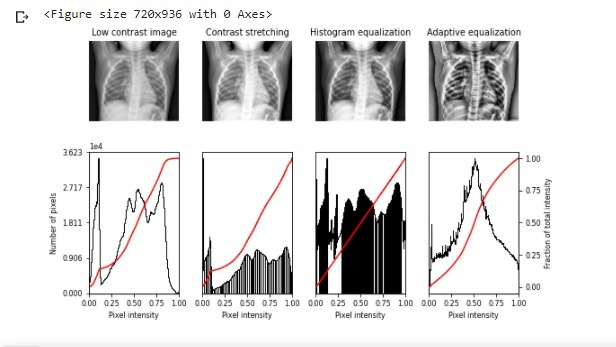 <Figure size 720x936 with 0 Axes>
Low contrast image
Contrast stretching
Histogram equalization
Adaptive equalization
1e4
3.623
2.717
1.811
0.906
0.000
Number of pixels
0.00 0.25 0.50 0.75 1.00
Pixel intensity
0.00 0.25 0.50 0.75 1.00
Pixel intensity
0.00 0.25 0.50 0.75 1.00
Pixel intensity
0.00 0.25 0.50 0.75 1.00
Pixel intensity
1.00
0.75
0.50
0.25
0.00
Fraction of total intensity